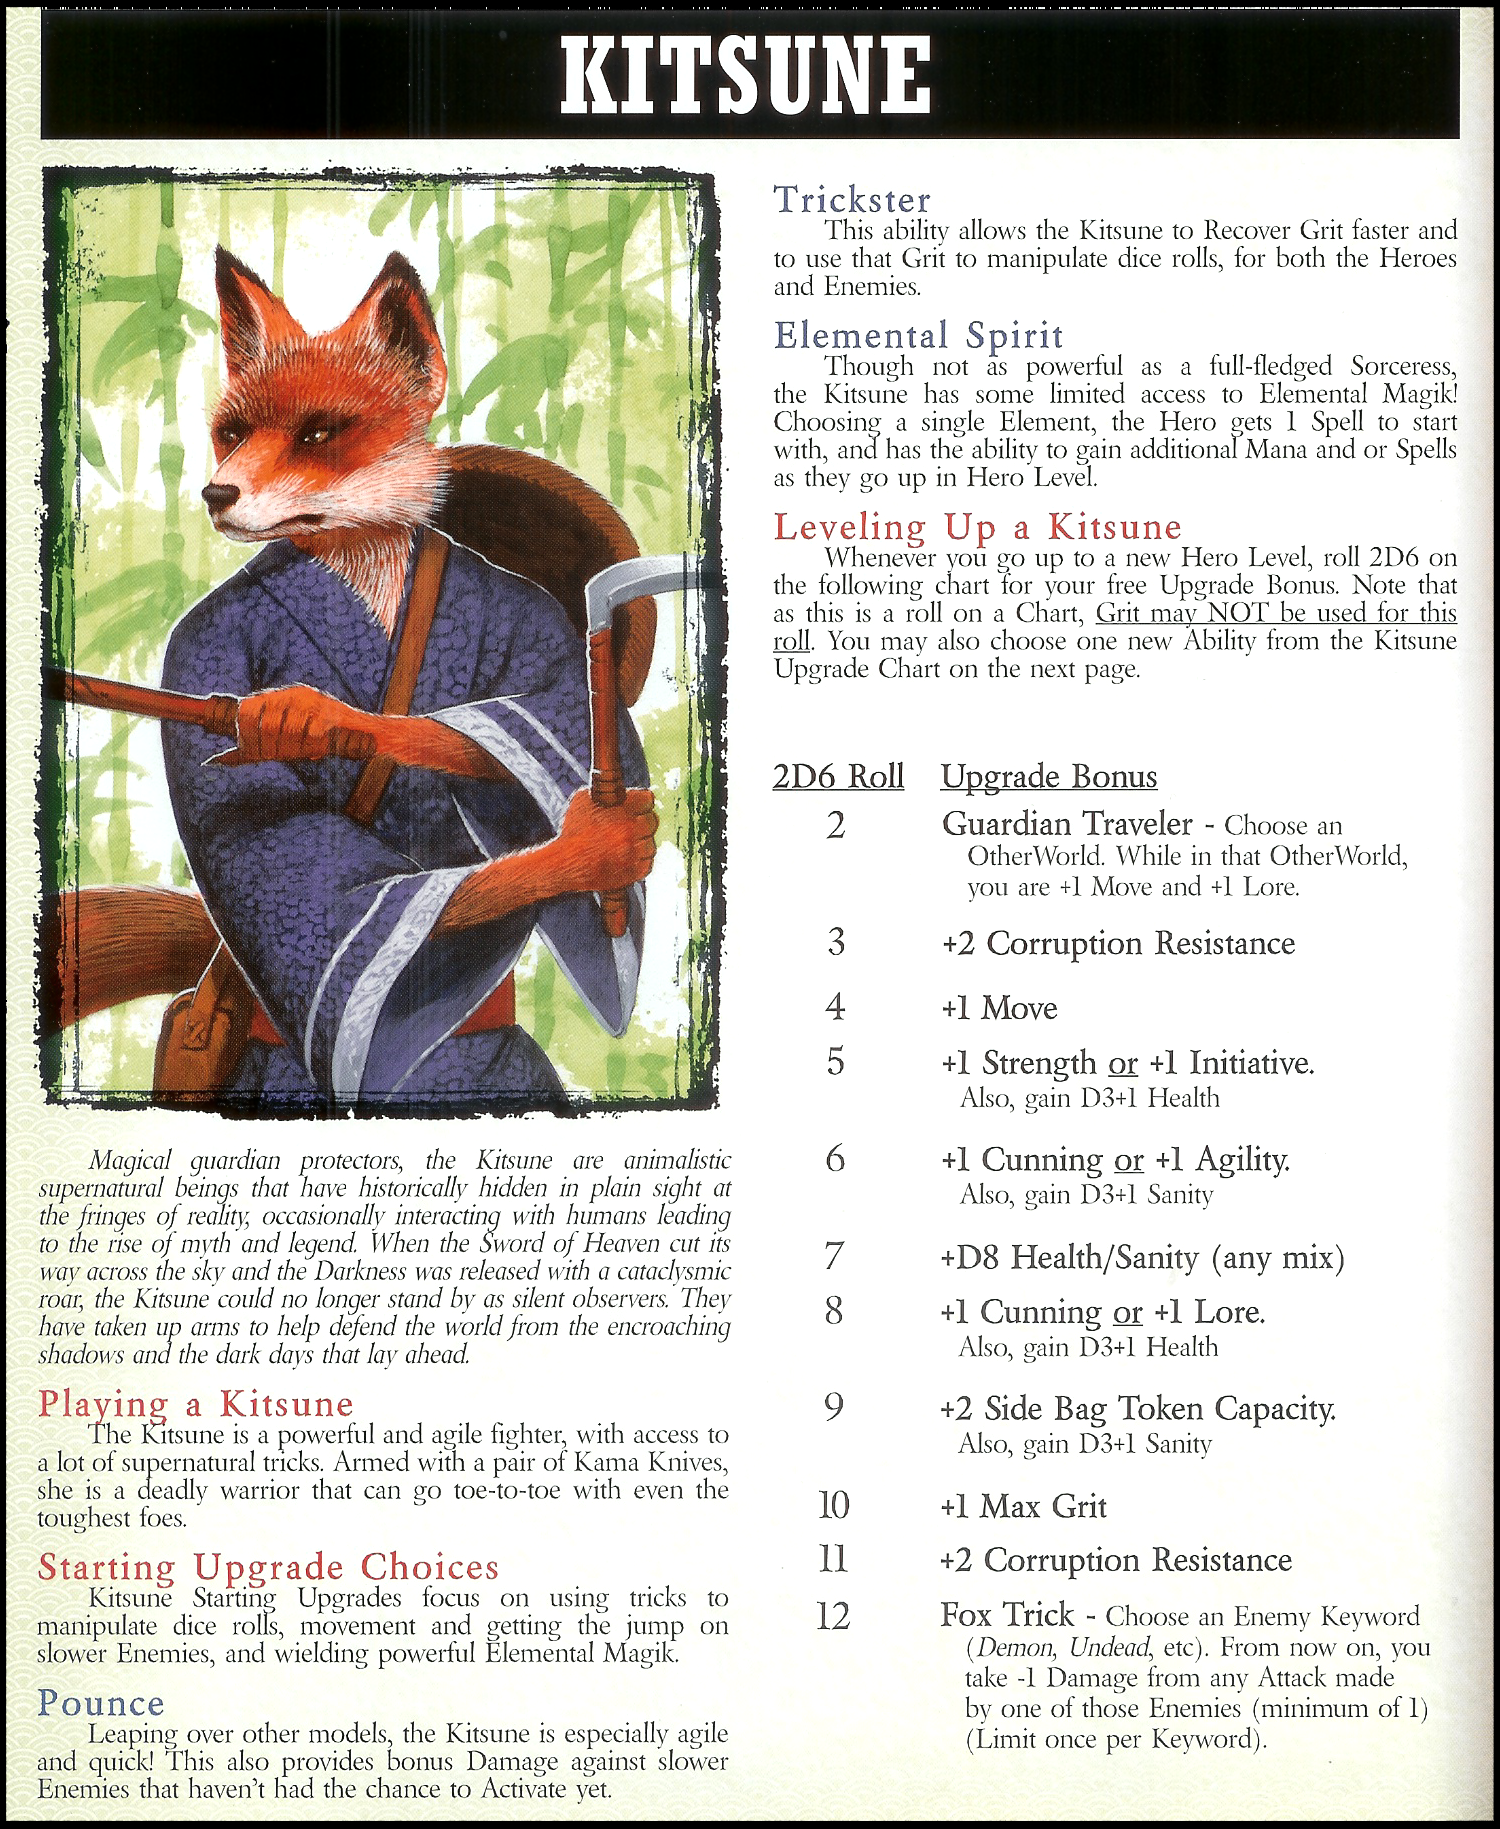 KITSUNE
Magical guardian protectors, the Kitsune are animalistic
supernatural beings that have historically hidden in plain sight at
the fringes of reality, occasionally interacting with humans leading
to the rise of myth and legend. When the Sword of Heaven cut its
way across the sky and the Darkness was released with a cataclysmic
roar, the Kitsune could no longer stand by as silent observers. They
have taken up arms to help defend the world from the encroaching
shadows and the dark days that lay ahead.
Playing a Kitsune
The Kitsune is a powerful and agile fighter, with access to
a lot of supernatural tricks. Armed with a pair of Kama Knives,
she is a deadly warrior that can go toe-to-toe with even the
toughest foes.
Starting Upgrade Choices
Kitsune Starting Upgrades focus on using tricks to
manipulate dice rolls, movement and getting the jump on
slower Enemies, and wielding powerful Elemental Magik.
Pounce
Leaping over other models, the Kitsune is especially agile
and quick! This also provides bonus Damage against slower
Enemies that haven't had the chance to Activate yet.
Trickster
This ability allows the Kitsune to Recover Grit faster and
to use that Grit to manipulate dice rolls, for both the Heroes
and Enemies.
Elemental Spirit
Though not as powerful as a full-fledged Sorceress,
the Kitsune has some limited access to Elemental Magik!
Choosing a single Element, the Hero gets 1 Spell to start
with, and has the ability to gain additional Mana and or Spells
as they go up in Hero Level.
Leveling Up a Kitsune
Whenever you go up to a new Hero Level, roll 2D6 on
the following chart for your free Upgrade Bonus. Note that
as this is a roll on a Chart, Grit may NOT be used for this
roll. You may also choose one new Ability from the Kitsune
Upgrade Chart on the next page.
2D6 Roll Upgrade Bonus
2 Guardian Traveler - Choose an
OtherWorld. While in that OtherWorld,
you are +1 Move and +1 Lore.
3 +2 Corruption Resistance
4 +1 Move
5 +1 Strength or +1 Initiative.
Also, gain D3+1 Health
6 +1 Cunning or +1 Agility.
Also, gain D3+1 Sanity
7 +D8 Health/Sanity (any mix)
8 +1 Cunning or +1 Lore.
Also, gain D3+1 Health
9 +2 Side Bag Token Capacity.
Also, gain D3+1 Sanity
10 +1 Max Grit
11 +2 Corruption Resistance
12 Fox Trick - Choose an Enemy Keyword
(Demon, Undead, etc). From now on, you
take -1 Damage from any Attack made
by one of those Enemies (minimum of 1)
(Limit once per Keyword).